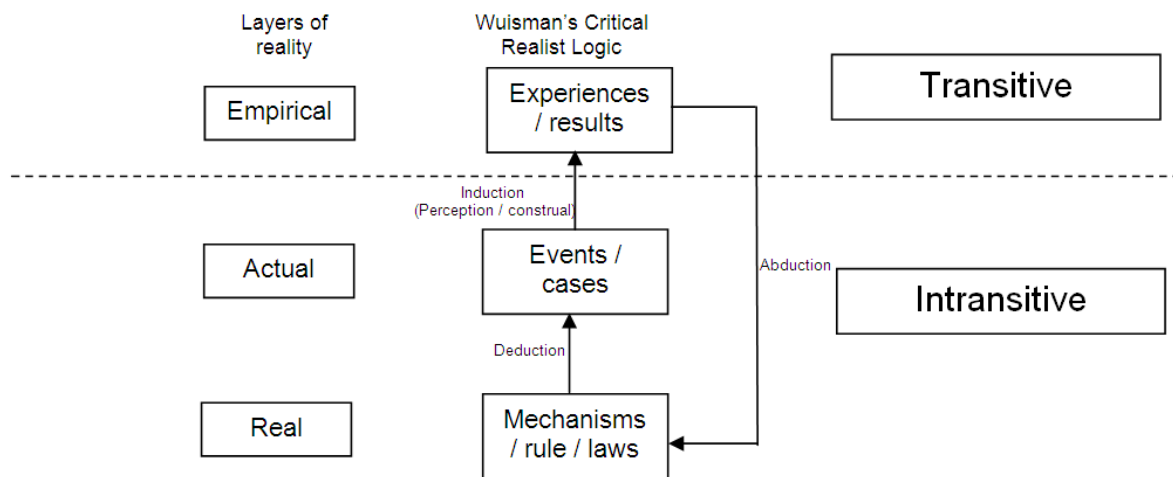 Layers of
reality
Wuisman's Critical
Realist Logic
Empirical
Experiences
/ results
Transitive
Induction
(Perception / construal)
Actual
Events /
cases
Abduction
Intransitive
Deduction
Real
Mechanisms
/ rule / laws